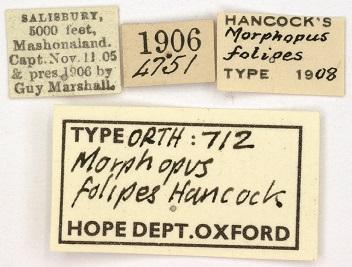 SALISBURY,
5000 feet,
Mashonaland.
Capt. Nov. 11.05
& pres. 1906 by
Guy Marshall.
1906
4751
HANCOCK'S
Morphopus
folipes
TYPE 1908
TYPE ORTH: 712
Morphopus
folipes Hancock
HOPE DEPT. OXFORD